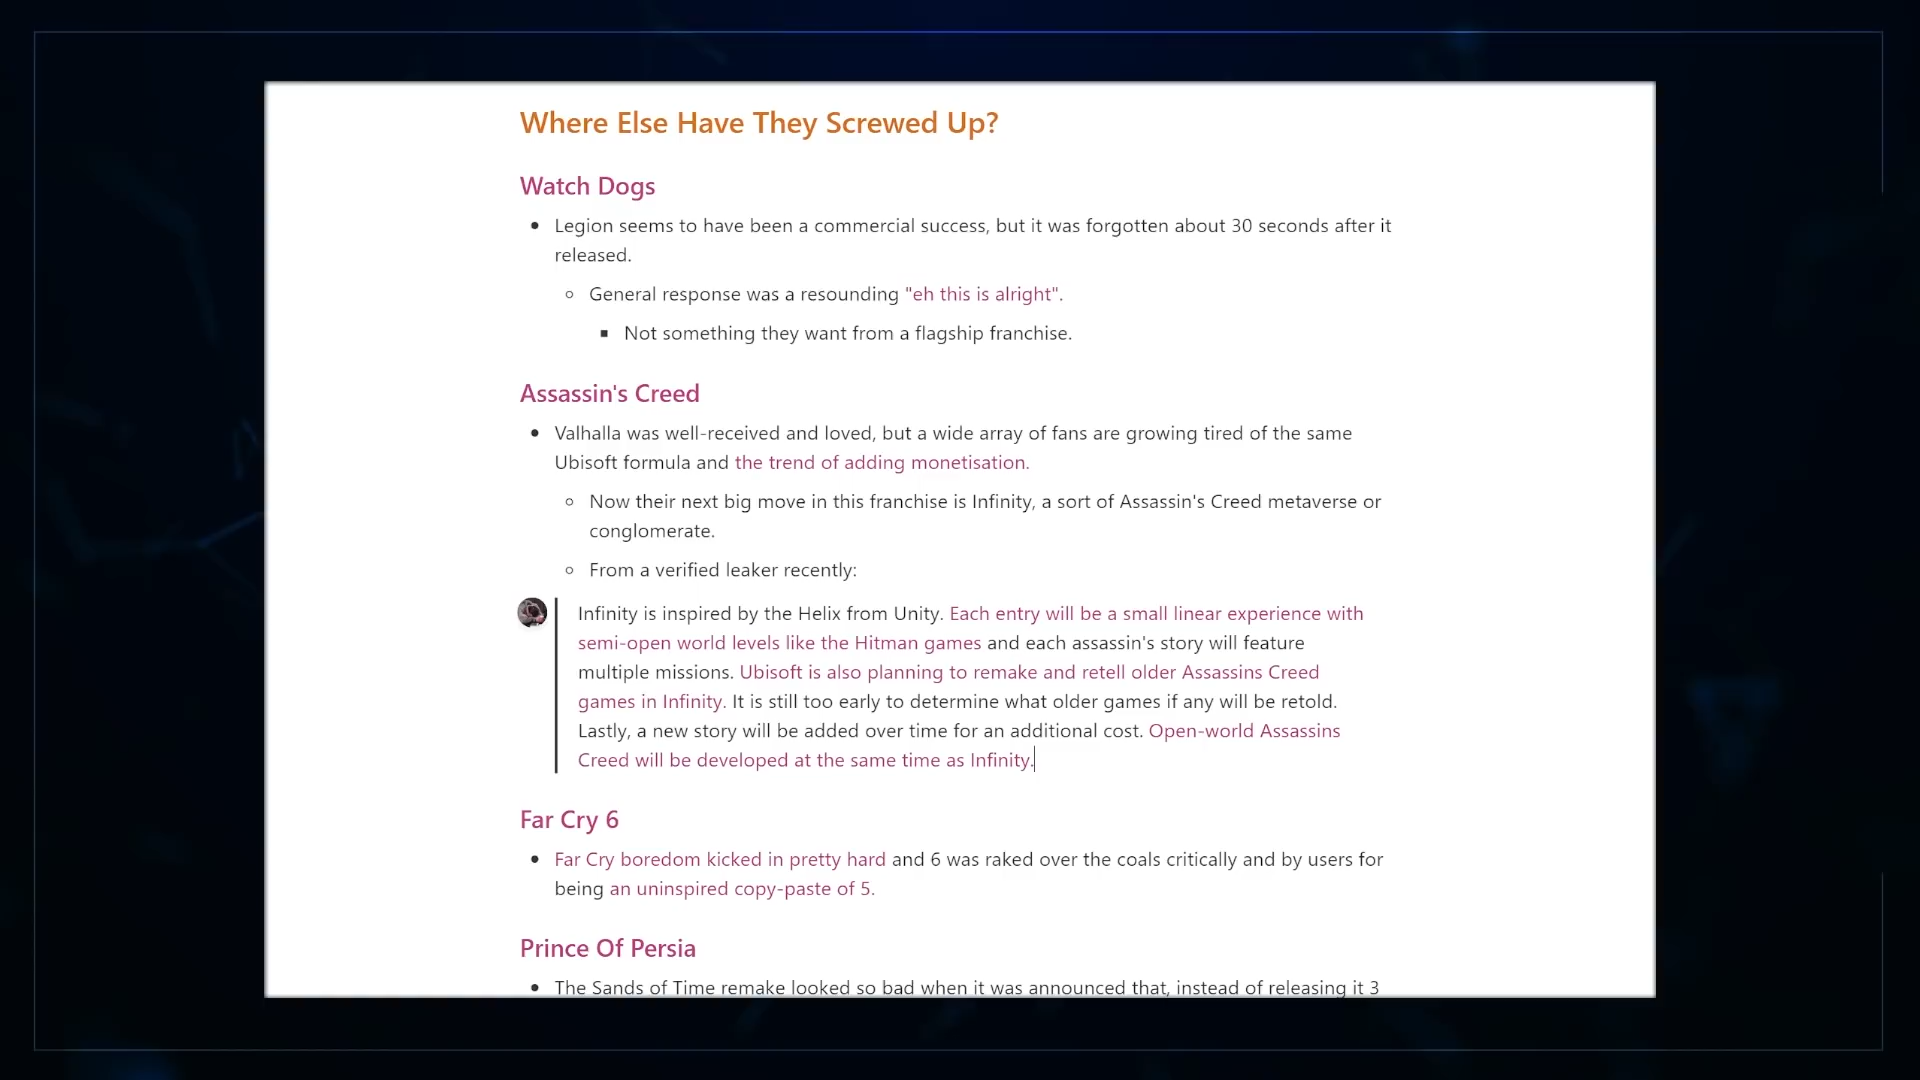 Where Else Have They Screwed Up?
Watch Dogs
Legion seems to have been a commercial success, but it was forgotten about 30 seconds after it
released.
General response was a resounding "eh this is alright".
Not something they want from a flagship franchise.
Assassin's Creed
Valhalla was well-received and loved, but a wide array of fans are growing tired of the same
Ubisoft formula and the trend of adding monetisation.
Now their next big move in this franchise is Infinity, a sort of Assassin's Creed metaverse or
conglomerate.
From a verified leaker recently:
Infinity is inspired by the Helix from Unity. Each entry will be a small linear experience with
semi-open world levels like the Hitman games and each assassin's story will feature
multiple missions. Ubisoft is also planning to remake and retell older Assassins Creed
games in Infinity. It is still too early to determine what older games if any will be retold.
Lastly, a new story will be added over time for an additional cost. Open-world Assassins
Creed will be developed at the same time as Infinity.
Far Cry 6
Far Cry boredom kicked in pretty hard and 6 was raked over the coals critically and by users for
being an uninspired copy-paste of 5.
Prince Of Persia
The Sands of Time remake looked so bad when it was announced that, instead of releasing it 3